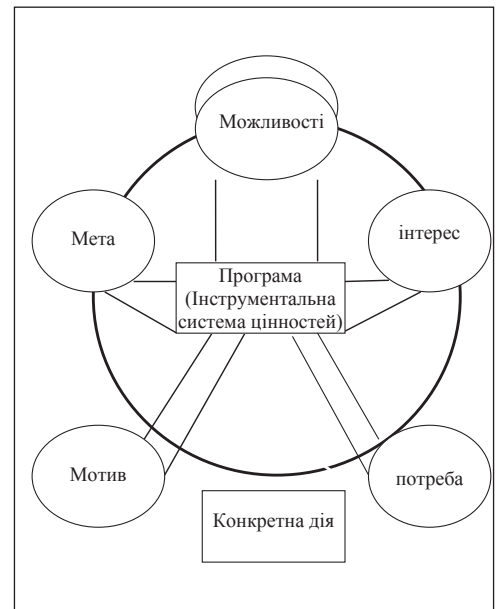 Можливості
Мета
інтерес
Програма
(Інструментальна
система цінностей)
Мотив
потреба
Конкретна дія